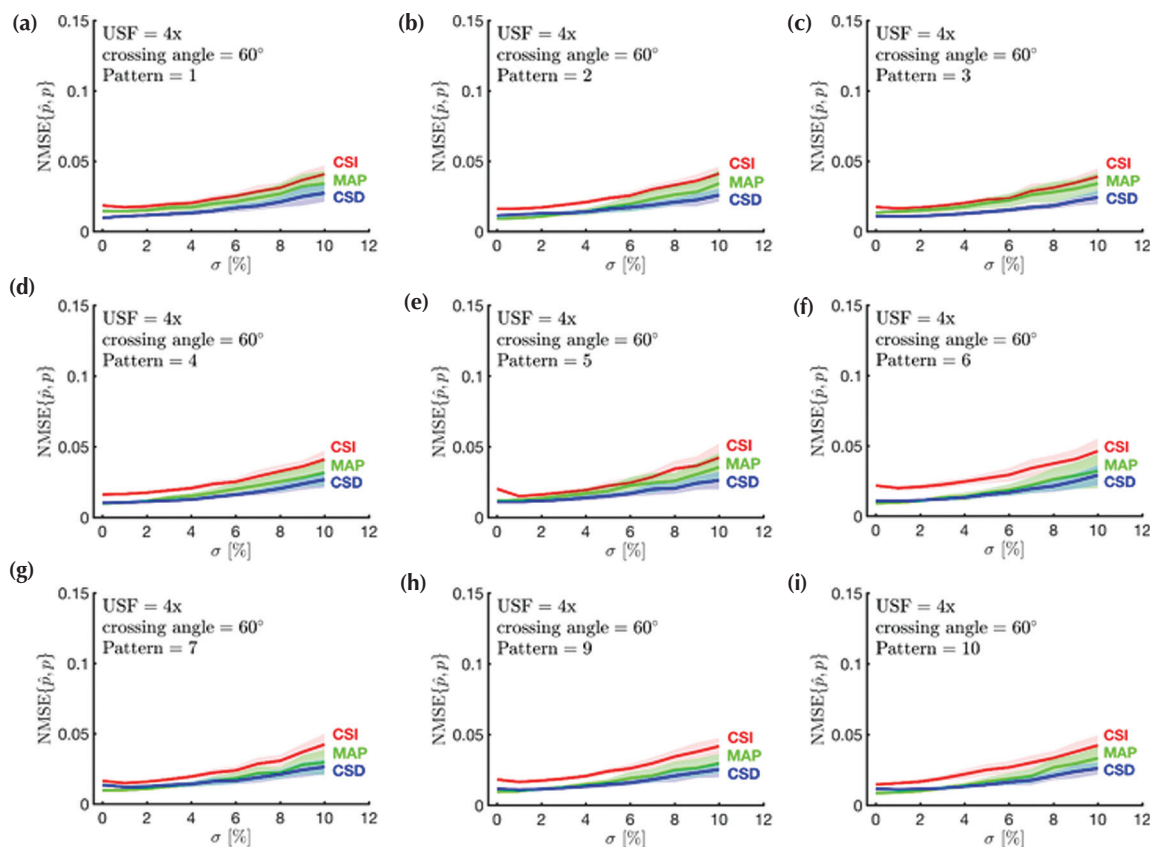 (a)
0.15
USF = 4x
crossing angle = 60°
Pattern = 1
0.1
NMSE{p̂, p}
0.05
CSI
MAP
CSD
0
0 2 4 6 8 10 12
σ [%]
(b)
0.15
USF = 4x
crossing angle = 60°
Pattern = 2
0.1
NMSE{p̂, p}
0.05
CSI
MAP
CSD
0
0 2 4 6 8 10 12
σ [%]
(c)
0.15
USF = 4x
crossing angle = 60°
Pattern = 3
0.1
NMSE{p̂, p}
0.05
CSI
MAP
CSD
0
0 2 4 6 8 10 12
σ [%]
(d)
0.15
USF = 4x
crossing angle = 60°
Pattern = 4
0.1
NMSE{p̂, p}
0.05
CSI
MAP
CSD
0
0 2 4 6 8 10 12
σ [%]
(e)
0.15
USF = 4x
crossing angle = 60°
Pattern = 5
0.1
NMSE{p̂, p}
0.05
CSI
MAP
CSD
0
0 2 4 6 8 10 12
σ [%]
(f)
0.15
USF = 4x
crossing angle = 60°
Pattern = 6
0.1
NMSE{p̂, p}
0.05
CSI
MAP
CSD
0
0 2 4 6 8 10 12
σ [%]
(g)
0.15
USF = 4x
crossing angle = 60°
Pattern = 7
0.1
NMSE{p̂, p}
0.05
CSI
MAP
CSD
0
0 2 4 6 8 10 12
σ [%]
(h)
0.15
USF = 4x
crossing angle = 60°
Pattern = 9
0.1
NMSE{p̂, p}
0.05
CSI
MAP
CSD
0
0 2 4 6 8 10 12
σ [%]
(i)
0.15
USF = 4x
crossing angle = 60°
Pattern = 10
0.1
NMSE{p̂, p}
0.05
CSI
MAP
CSD
0
0 2 4 6 8 10 12
σ [%]